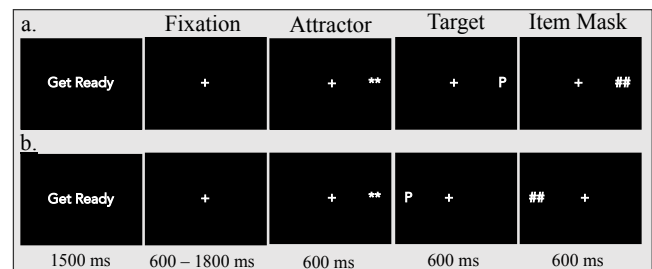 a. Fixation Attractor Target Item Mask
Get Ready + + ** + P + ##
b.
Get Ready + + ** P + ## +
1500 ms 600 – 1800 ms 600 ms 600 ms 600 ms